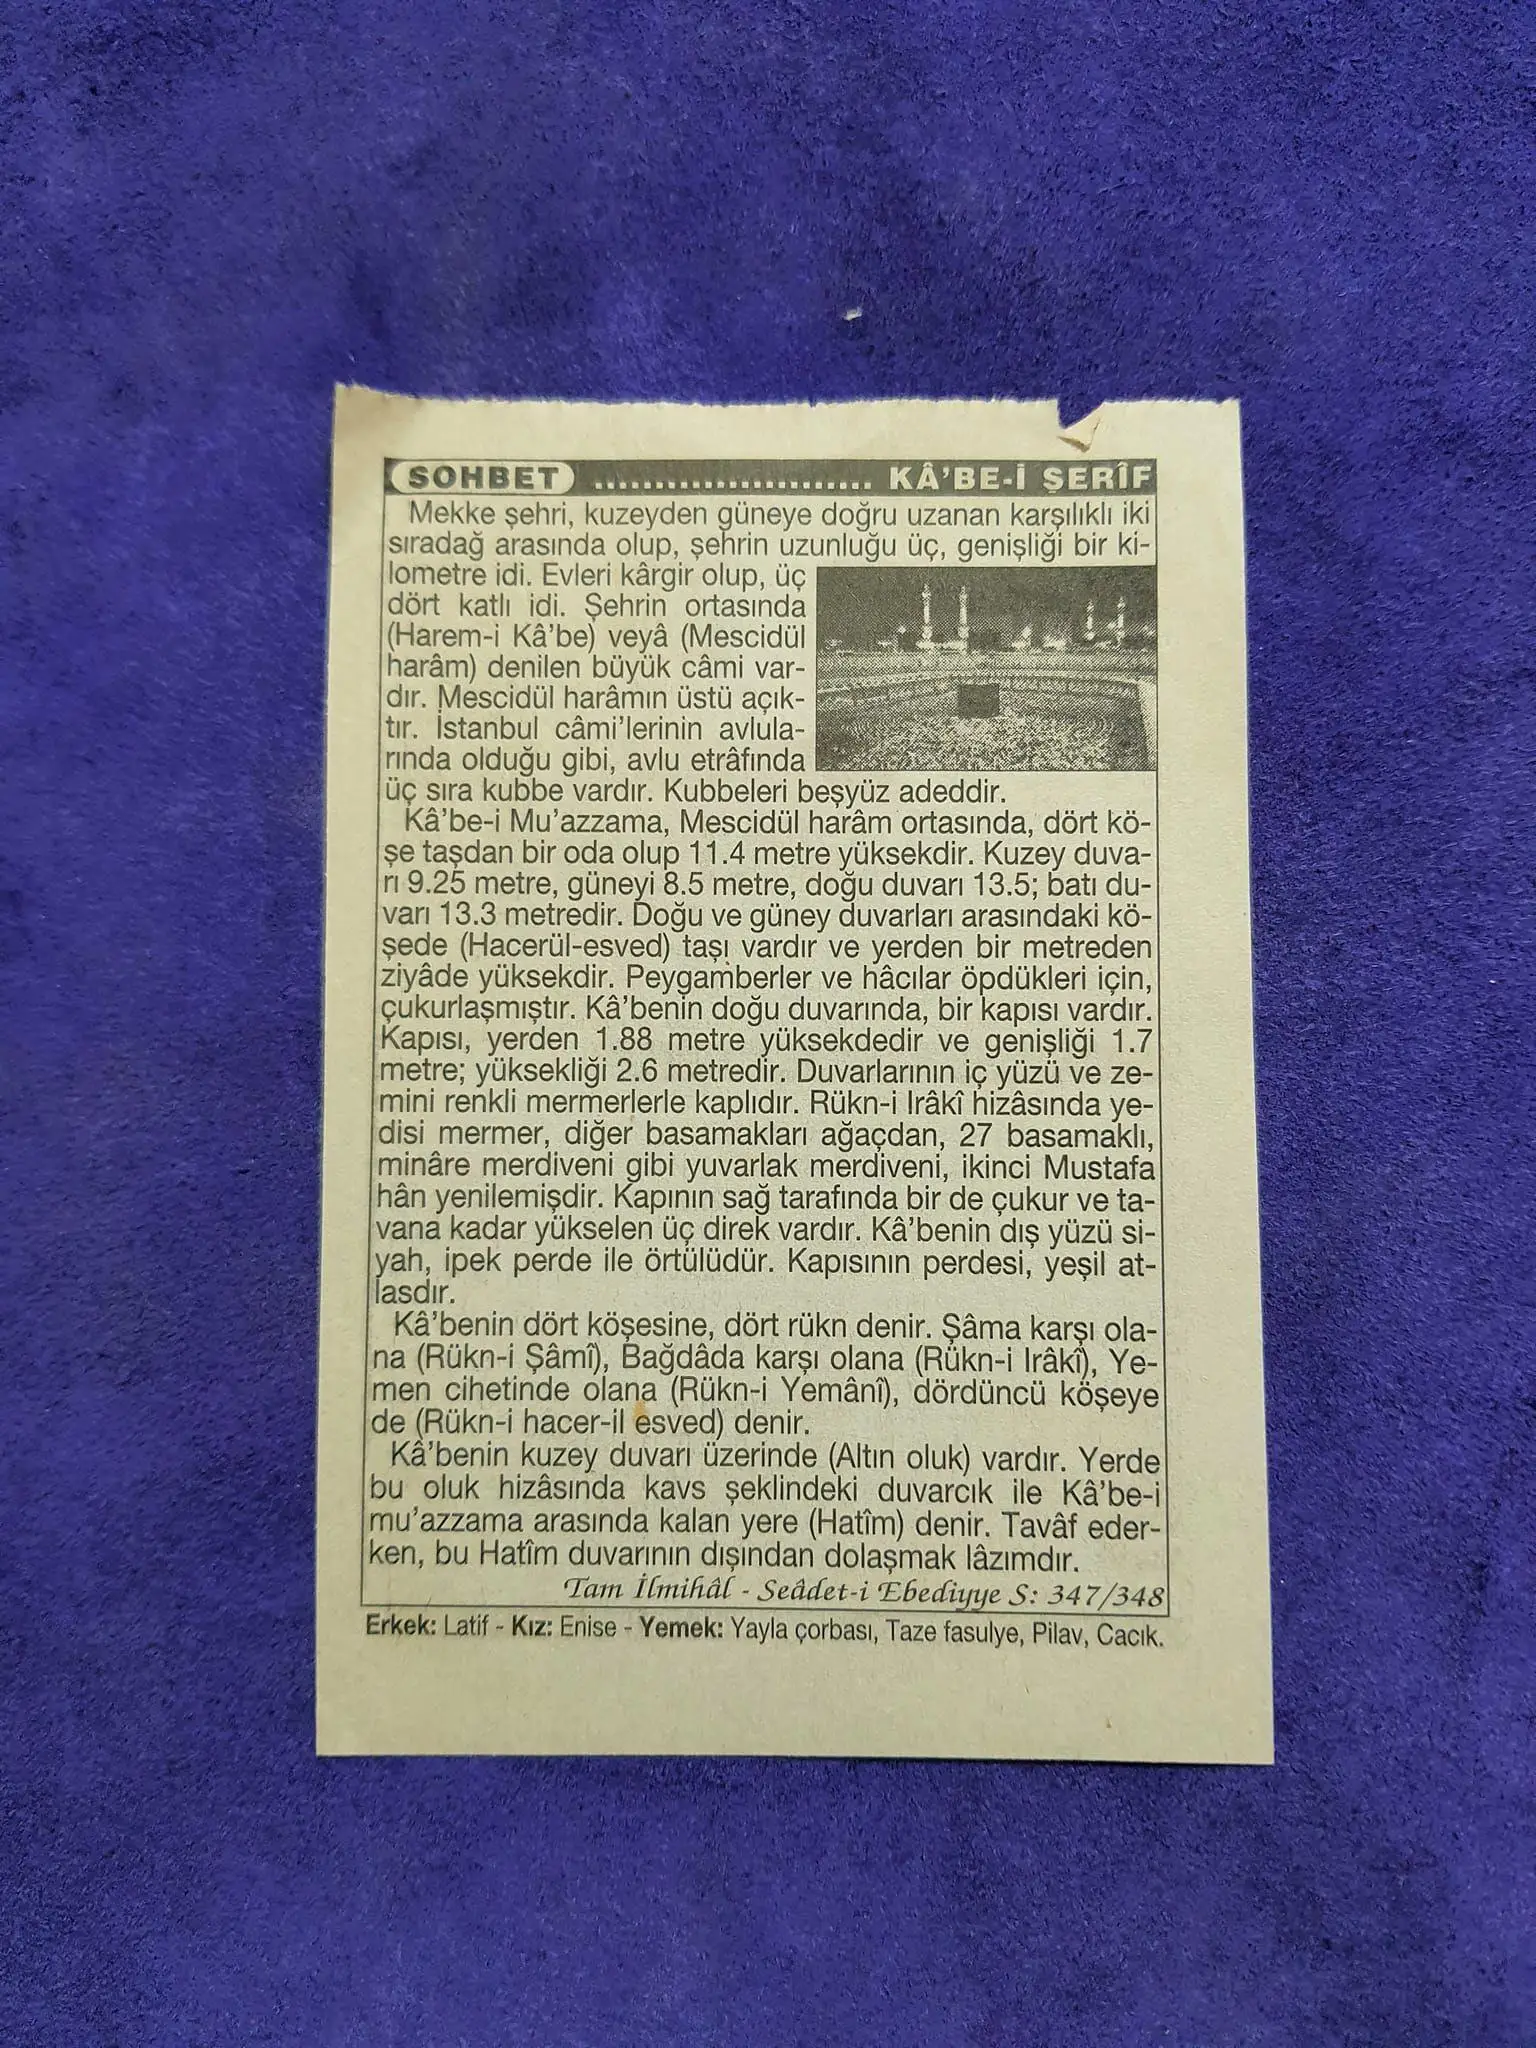 SOHBET ........................ KÂ'BE-İ ŞERÎF
Mekke şehri, kuzeyden güneye doğru uzanan karşılıklı iki
sıradağ arasında olup, şehrin uzunluğu üç, genişliği bir ki-
lometre idi. Evleri kârgir olup, üç
dört katlı idi. Şehrin ortasında
(Harem-i Kâ'be) veyâ (Mescidül
harâm) denilen büyük câmi var-
dır. Mescidül harâmın üstü açık-
tır. İstanbul câmi'lerinin avlula-
rında olduğu gibi, avlu etrâfında
üç sıra kubbe vardır. Kubbeleri beşyüz adeddir.
Kâ'be-i Mu'azzama, Mescidül harâm ortasında, dört kö-
şe taşdan bir oda olup 11.4 metre yüksekdir. Kuzey duva-
rı 9.25 metre, güneyi 8.5 metre, doğu duvarı 13.5; batı du-
varı 13.3 metredir. Doğu ve güney duvarları arasındaki kö-
şede (Hacerül-esved) taşı vardır ve yerden bir metreden
ziyâde yüksekdir. Peygamberler ve hâcılar öpdükleri için,
çukurlaşmıştır. Kâ'benin doğu duvarında, bir kapısı vardır.
Kapısı, yerden 1.88 metre yüksekdedir ve genişliği 1.7
metre; yüksekliği 2.6 metredir. Duvarlarının iç yüzü ve ze-
mini renkli mermerlerle kaplıdır. Rükn-i Irâkî hizâsında ye-
disi mermer, diğer basamakları ağaçdan, 27 basamaklı,
minâre merdiveni gibi yuvarlak merdiveni, ikinci Mustafa
hân yenilemişdir. Kapının sağ tarafında bir de çukur ve ta-
vana kadar yükselen üç direk vardır. Kâ'benin dış yüzü si-
yah, ipek perde ile örtülüdür. Kapısının perdesi, yeşil at-
lasdır.
Kâ'benin dört köşesine, dört rükn denir. Şâma karşı ola-
na (Rükn-i Şâmî), Bağdâda karşı olana (Rükn-i Irâkî), Ye-
men cihetinde olana (Rükn-i Yemânî), dördüncü köşeye
de (Rükn-i hacer-il esved) denir.
Kâ'benin kuzey duvarı üzerinde (Altın oluk) vardır. Yerde
bu oluk hizâsında kavs şeklindeki duvarcık ile Kâ'be-i
mu'azzama arasında kalan yere (Hatîm) denir. Tavâf eder-
ken, bu Hatîm duvarının dışından dolaşmak lâzımdır.
Tam İlmihâl - Seâdet-i Ebediyye S: 347/348
Erkek: Latif - Kız: Enise - Yemek: Yayla çorbası, Taze fasulye, Pilav, Cacık.